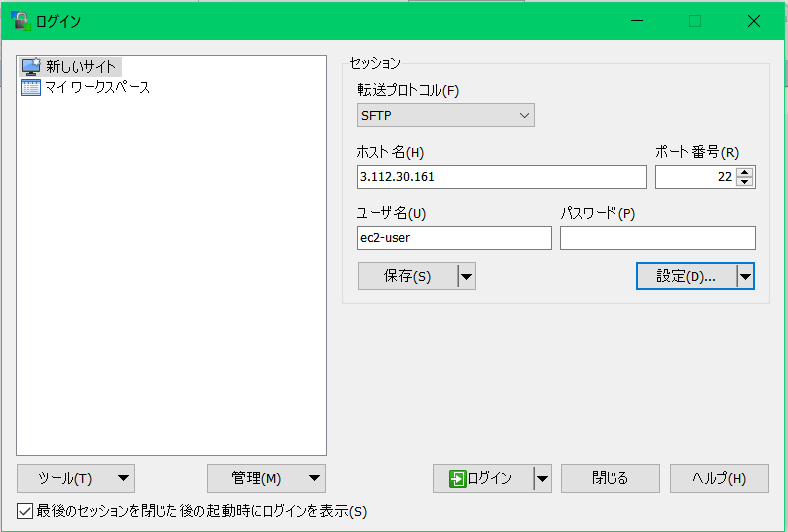 ログイン
新しいサイト
マイ ワークスペース
セッション
転送プロトコル(F)
SFTP
ホスト名(H)
ポート番号(R)
3.112.30.161
22
ユーザ名(U)
パスワード(P)
ec2-user
保存(S)
設定(D)...
ツール(T)
管理(M)
ログイン
閉じる
ヘルプ(H)
最後のセッションを閉じた後の起動時にログインを表示(S)